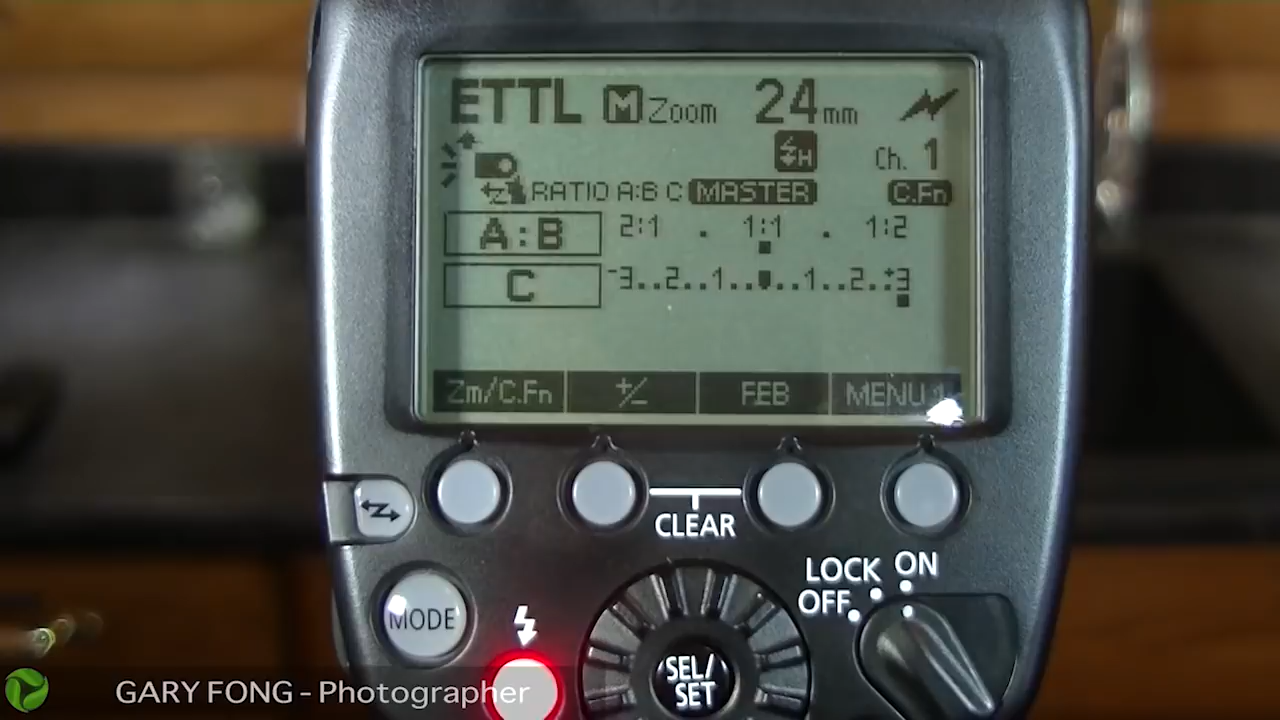 ETTL M Zoom 24mm
H Ch. 1
RATIO A:B C MASTER C.Fn
A:B 2:1 . 1:1 . 1:2
C -3..2..1..0..1..2..+3
Zm/C.Fn +/- FEB MENU 1
CLEAR
LOCK ON
OFF
MODE
SEL/
SET
GARY FONG – Photographer